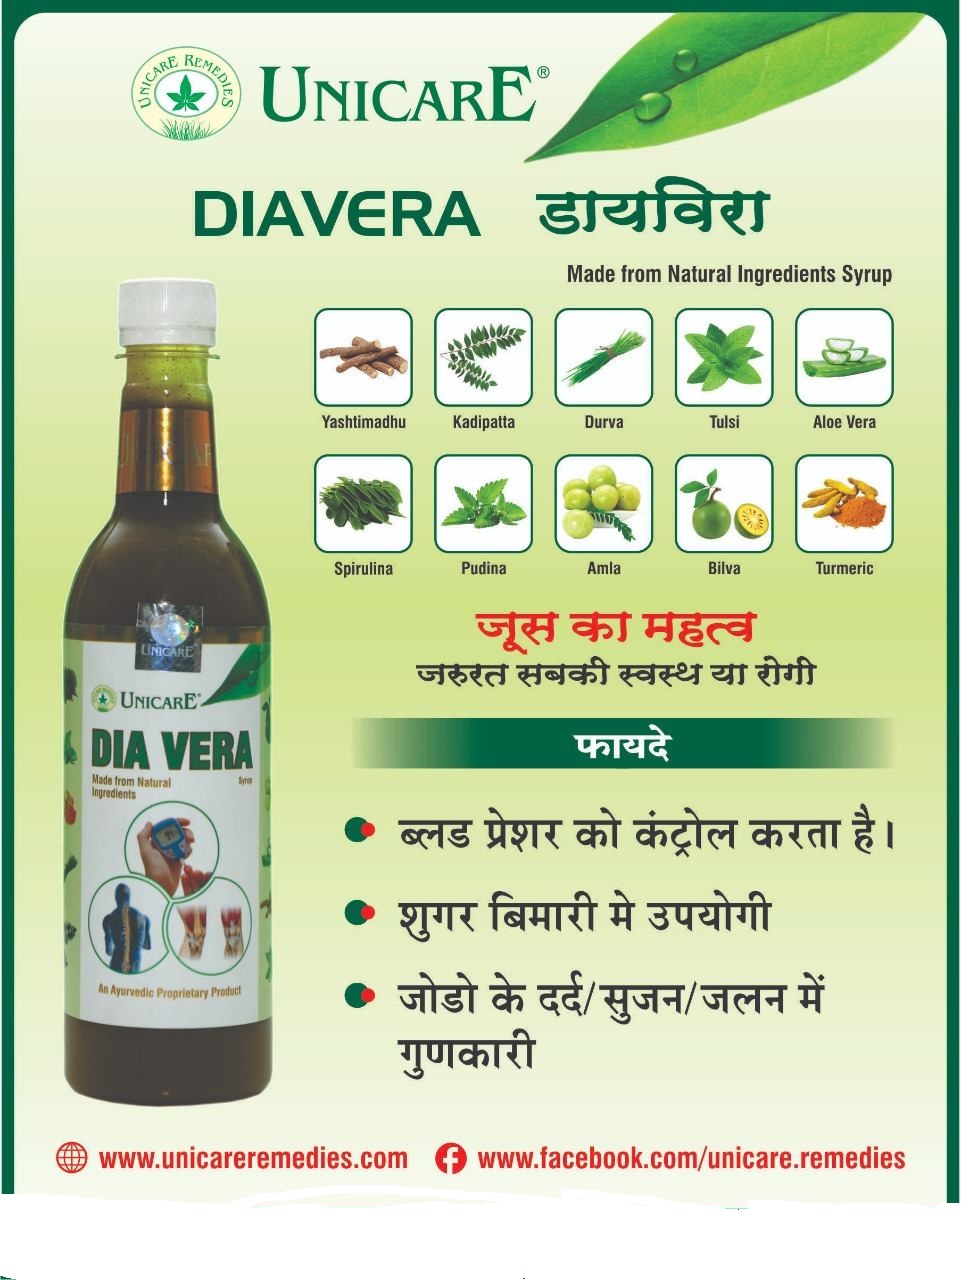 UNICARE REMEDIES
UNICARE®
DIAVERA डायविरा
Made from Natural Ingredients Syrup
Yashtimadhu Kadipatta Durva Tulsi Aloe Vera
Spirulina Pudina Amla Bilva Turmeric
जूस का महत्व
जरुरत सबकी स्वस्थ या रोगी
फायदे
ब्लड प्रेशर को कंट्रोल करता है।
शुगर बिमारी मे उपयोगी
जोडो के दर्द/सुजन/जलन में
गुणकारी
UNICARE
UNICARE®
DIA VERA
Made from Natural Syrup
Ingredients
An Ayurvedic Proprietary Product
www.unicareremedies.com www.facebook.com/unicare.remedies